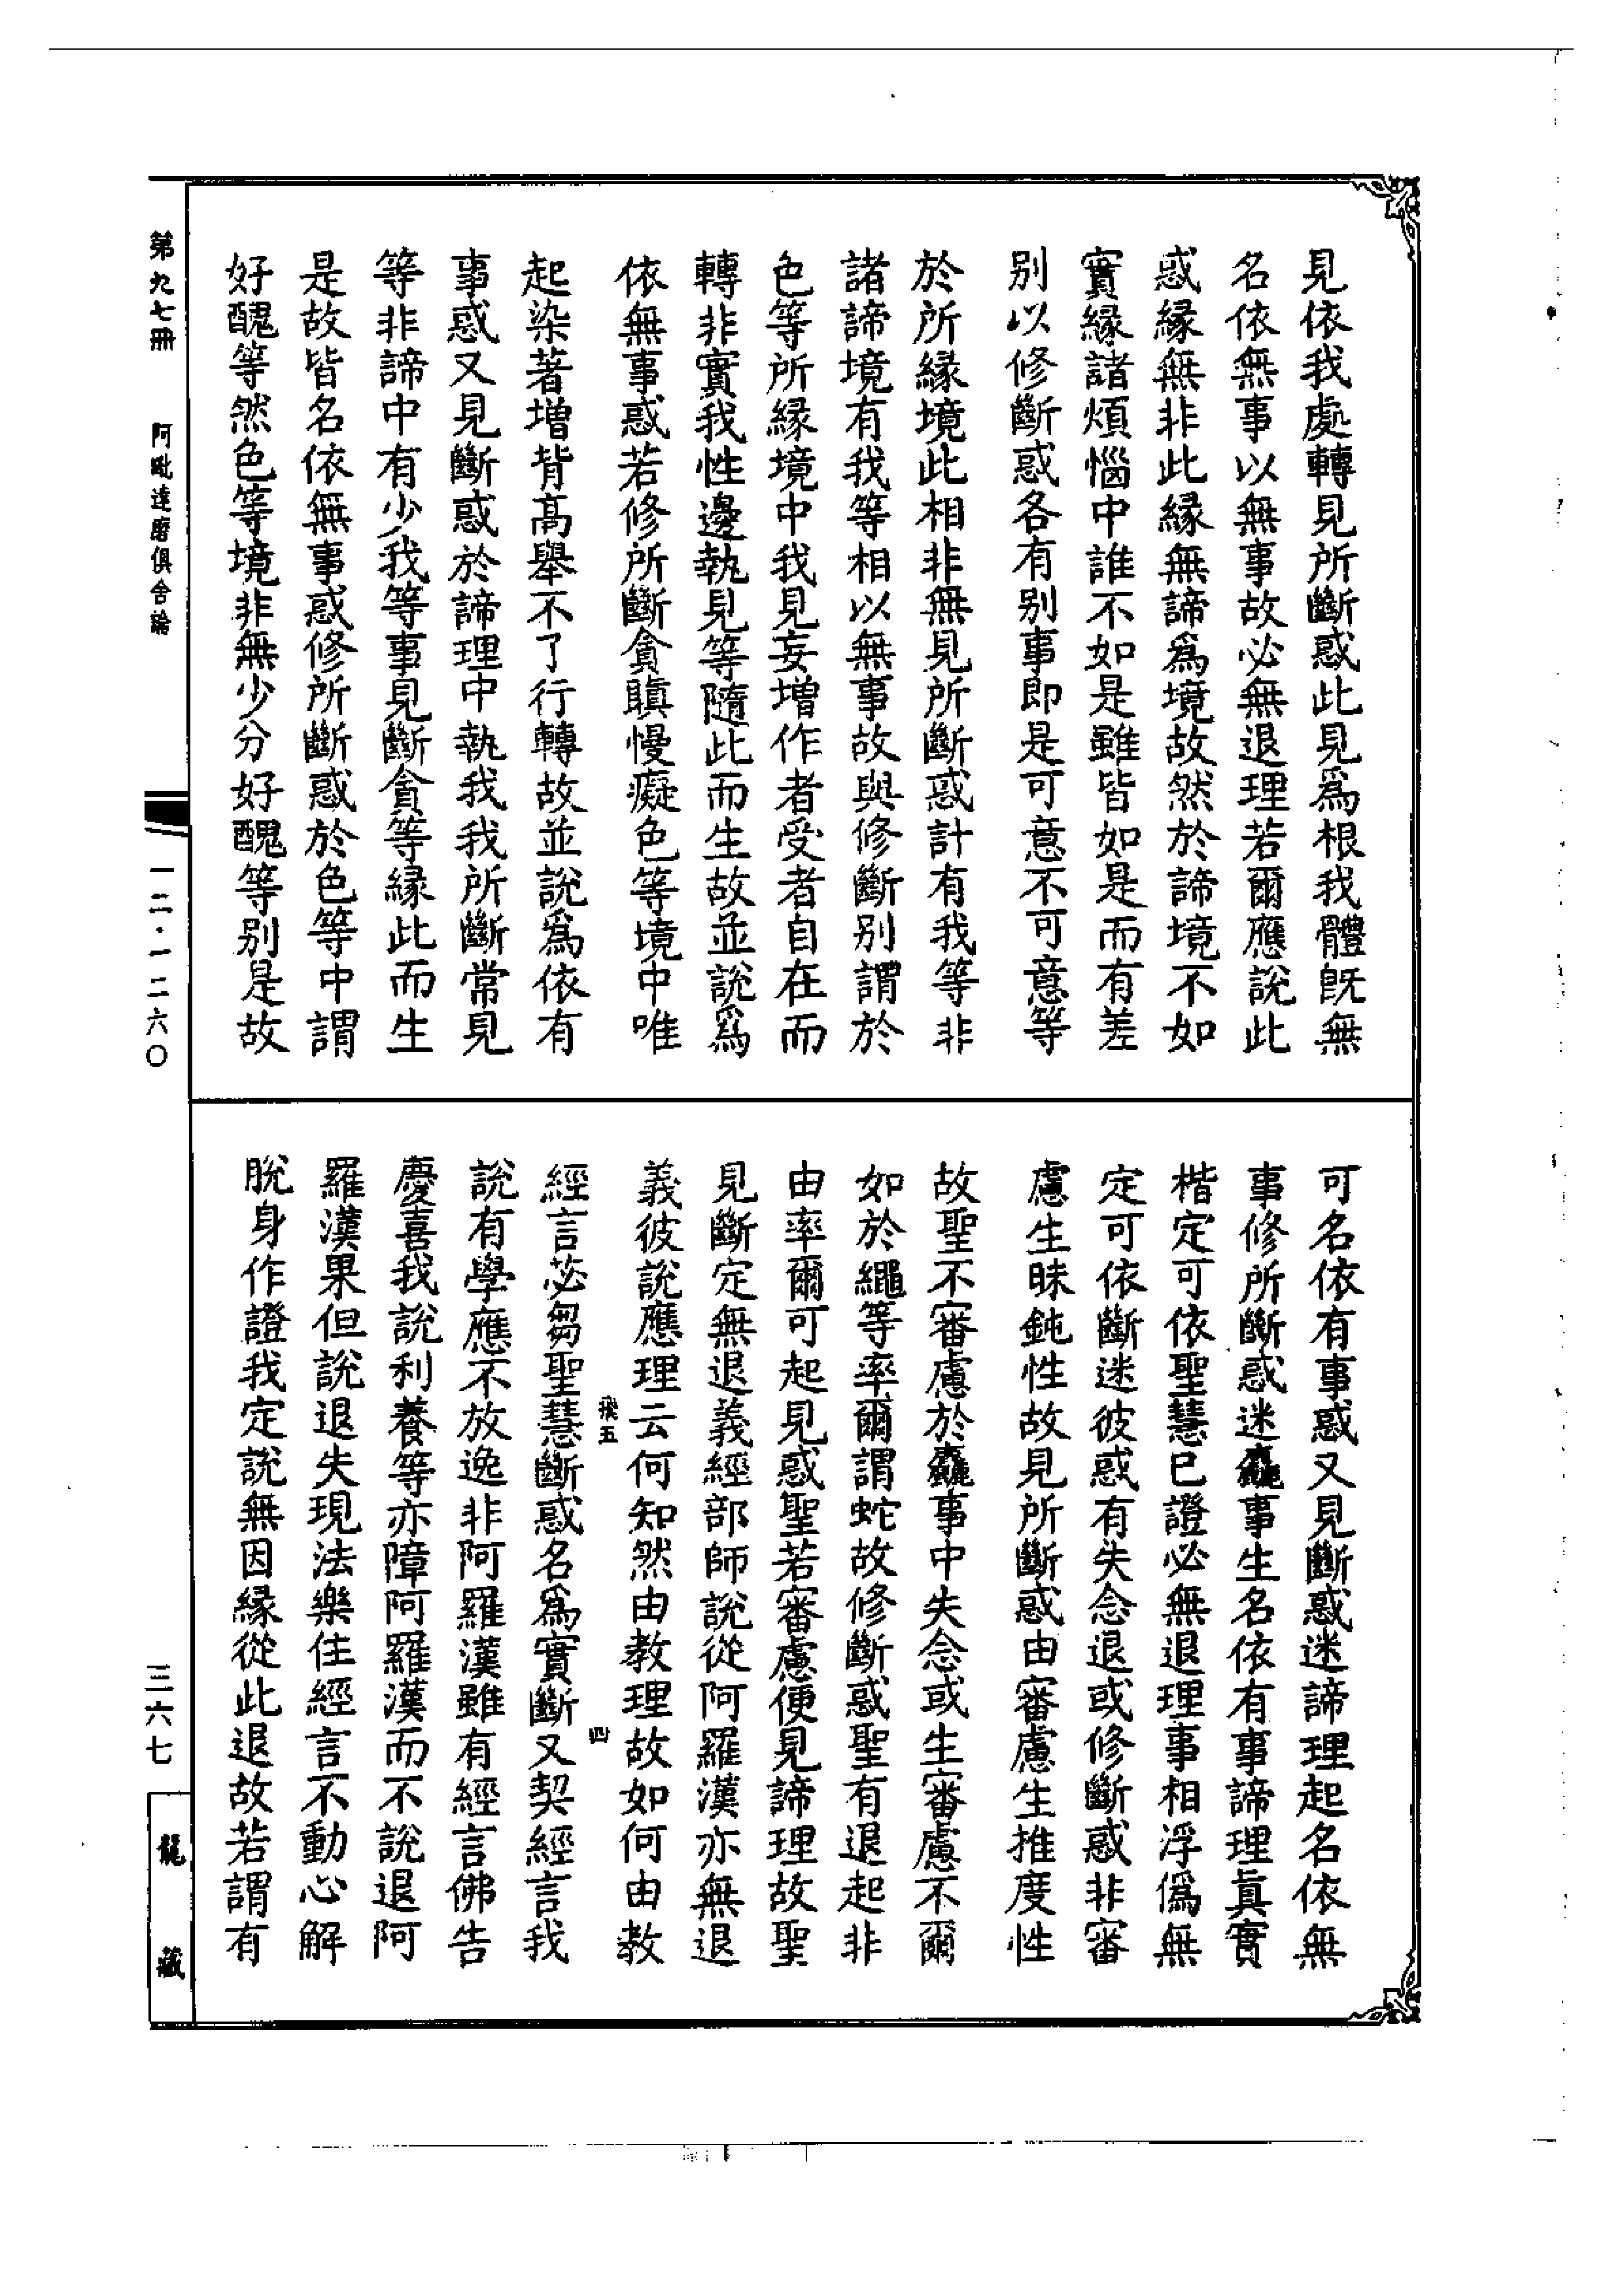 見依我處轉見所斷惑此見爲根我體旣無
名依無事以無事故必無退理若爾應說此
惑縁無非此縁無諦爲境故然於諦境不如
實縁諸煩惱中誰不如是雖皆如是而有差
別以修斷惑各有别事即是可意不可意等
於所縁境此相非無見所斷惑計有我等非
諸諦境有我等相以無事故與修斷别謂於
色等所縁境中我見妄增作者受者自在而
轉非實我性邊執見等隨此而生故並說爲
依無事惑若修所斷貪瞋慢癡色等境中唯
起染著增背高舉不了行轉故並說爲依有
事惑又見斷惑於諦理中執我我所斷常見
等非諦中有少我等事見斷貪等縁此而生
是故皆名依無事惑修所斷惑於色等中謂
好醜等然色等境非無少分好醜等别是故
可名依有事惑又見斷惑迷諦理起名依無
事修所斷惑迷麤事生名依有事諦理眞實
楷定可依聖慧已證必無退理事相浮僞無
定可依斷迷彼惑有失念退或修斷惑非審
慮生昧鈍性故見所斷惑由審慮生推度性
故聖不審慮於麤事中失念或生審慮不爾
如於繩等率爾謂蛇故修斷惑聖有退起非
由率爾可起見惑聖若審慮便見諦理故聖
見斷定無退義經部師說從阿羅漢亦無退
義彼說應理云何知然由教理故如何由教
經言苾芻聖慧斷惑名爲實斷又契經言我
說有學應不放逸非阿羅漢雖有經言佛告
慶喜我說利養等亦障阿羅漢而不說退阿
羅漢果但說退失現法樂住經言不動心解
脫身作證我定說無因縁從此退故若謂有
飛五
四
第九七冊
阿毗達磨俱舍論
一二·一二六〇
三六七
龍藏